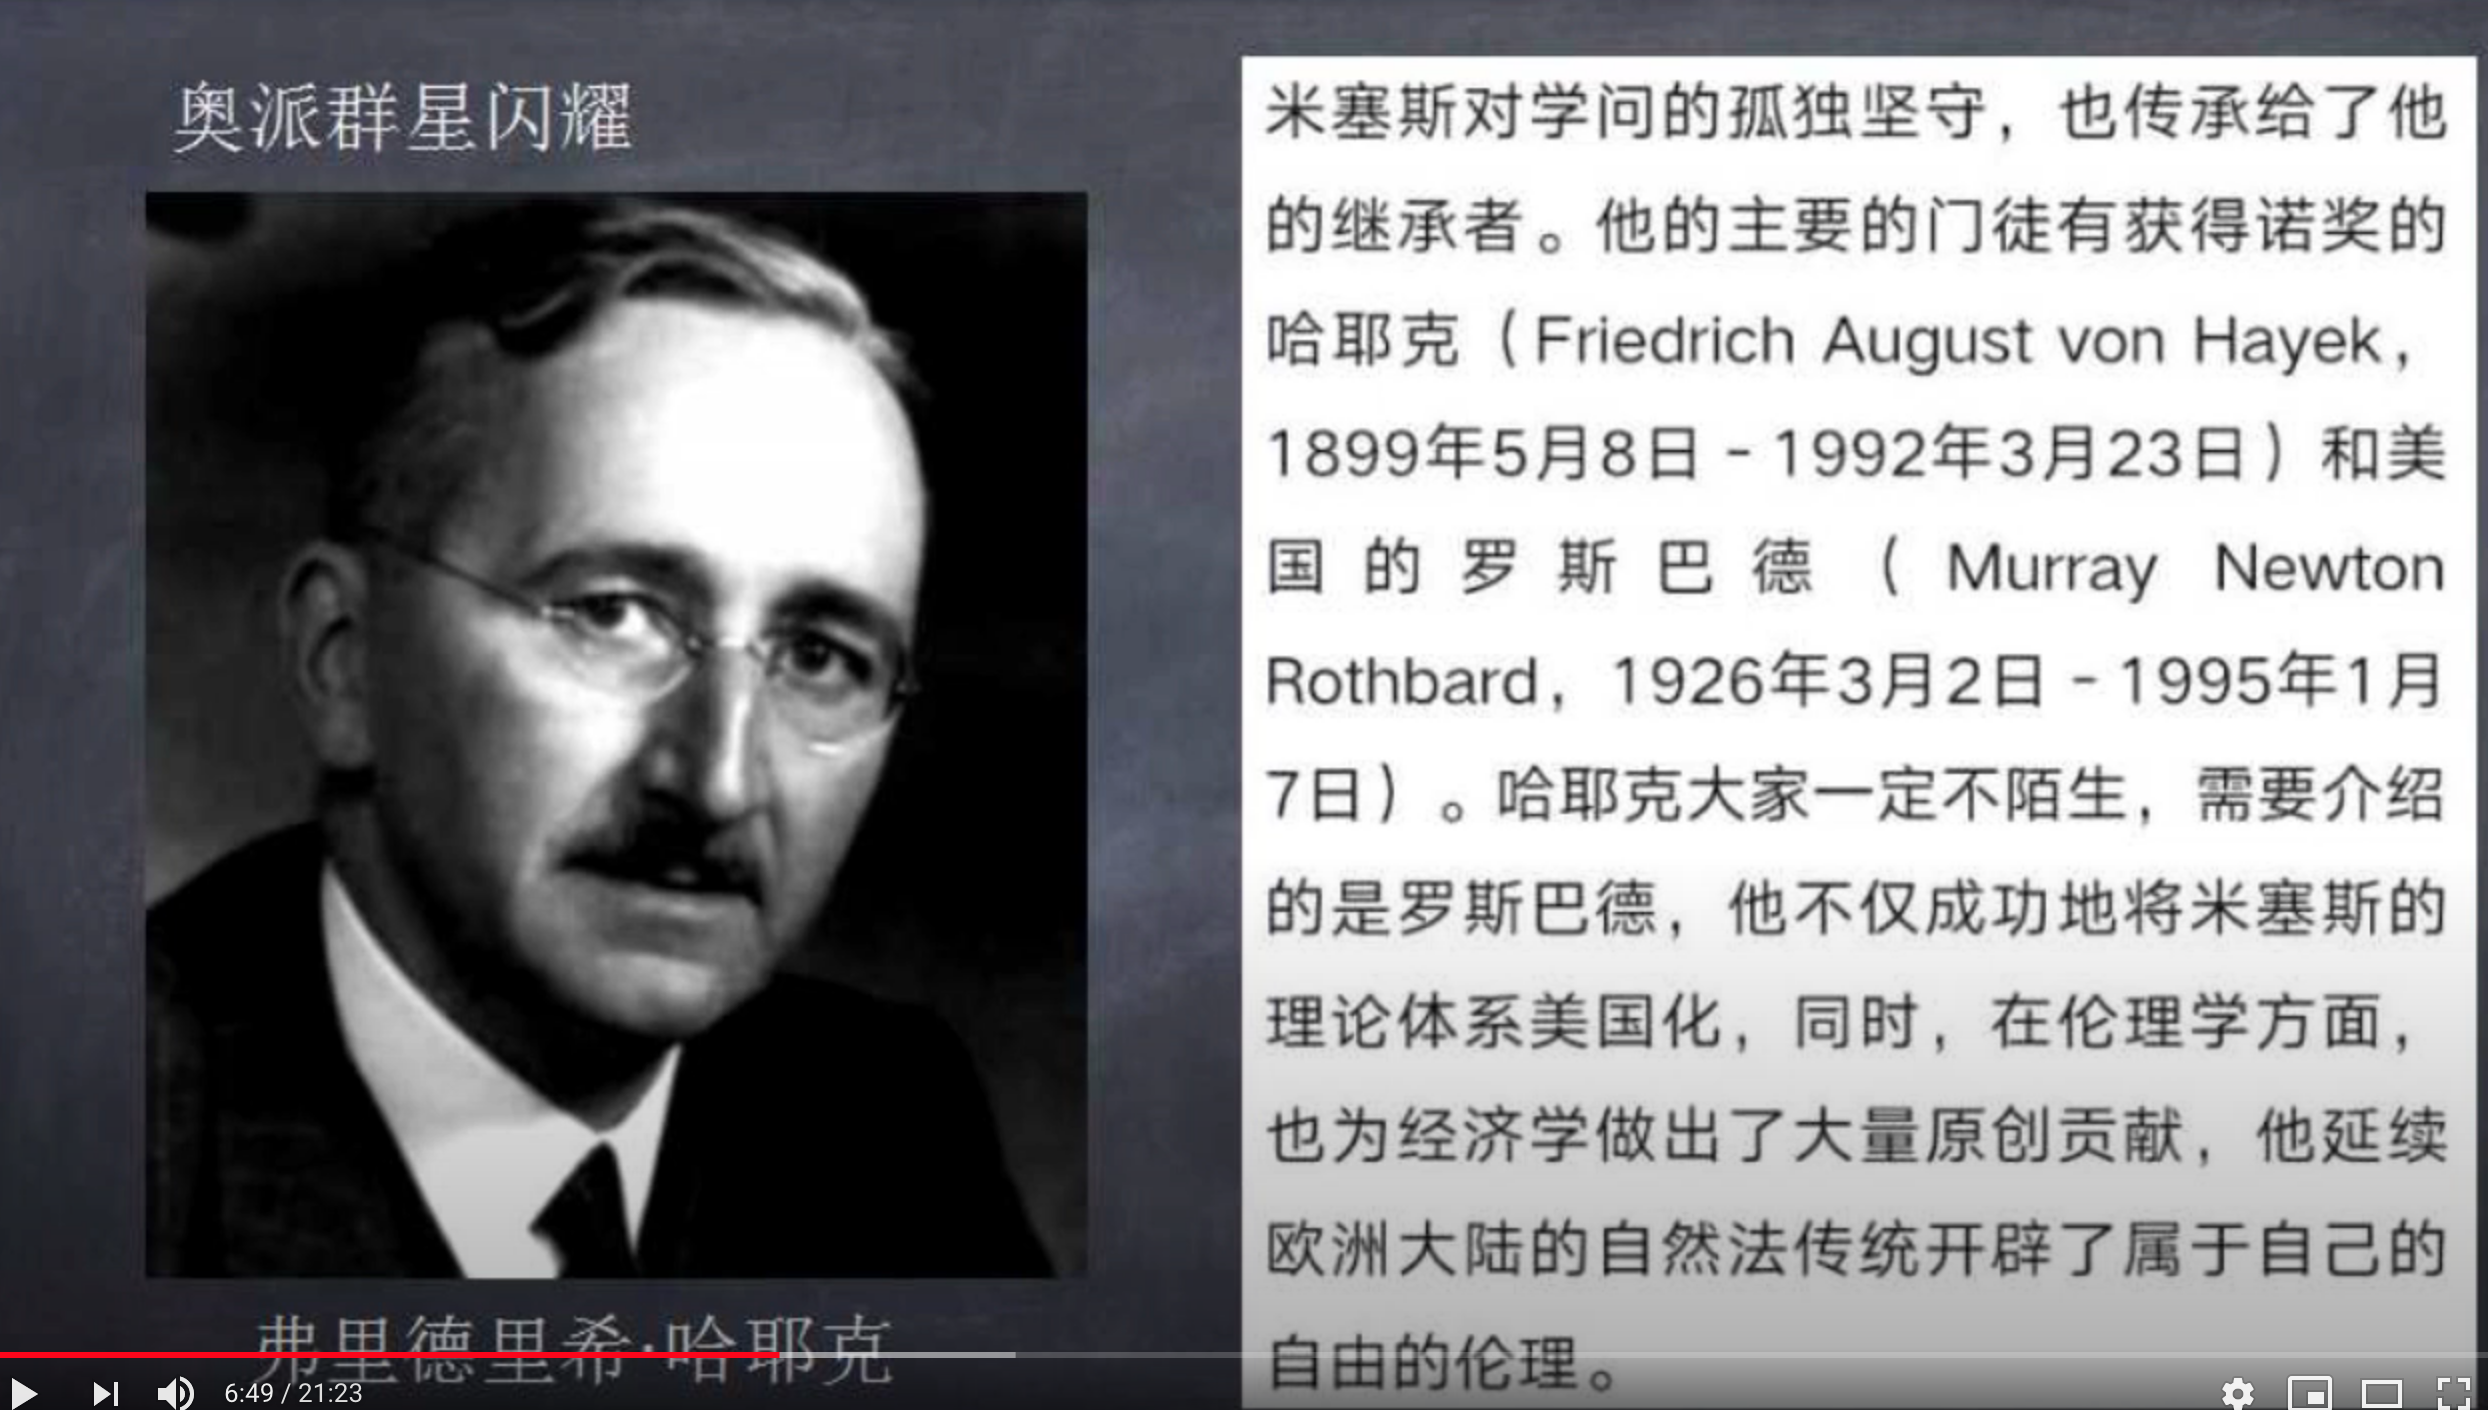 奥派群星闪耀
米塞斯对学问的孤独坚守，也传承给了他
的继承者。他的主要的门徒有获得诺奖的
哈耶克（Friedrich August von Hayek，
1899年5月8日－1992年3月23日）和美
国的罗斯巴德（Murray Newton
Rothbard，1926年3月2日－1995年1月
7日）。哈耶克大家一定不陌生，需要介绍
的是罗斯巴德，他不仅成功地将米塞斯的
理论体系美国化，同时，在伦理学方面，
也为经济学做出了大量原创贡献，他延续
欧洲大陆的自然法传统开辟了属于自己的
自由的伦理。
弗里德里希·哈耶克
6:49 / 21:23